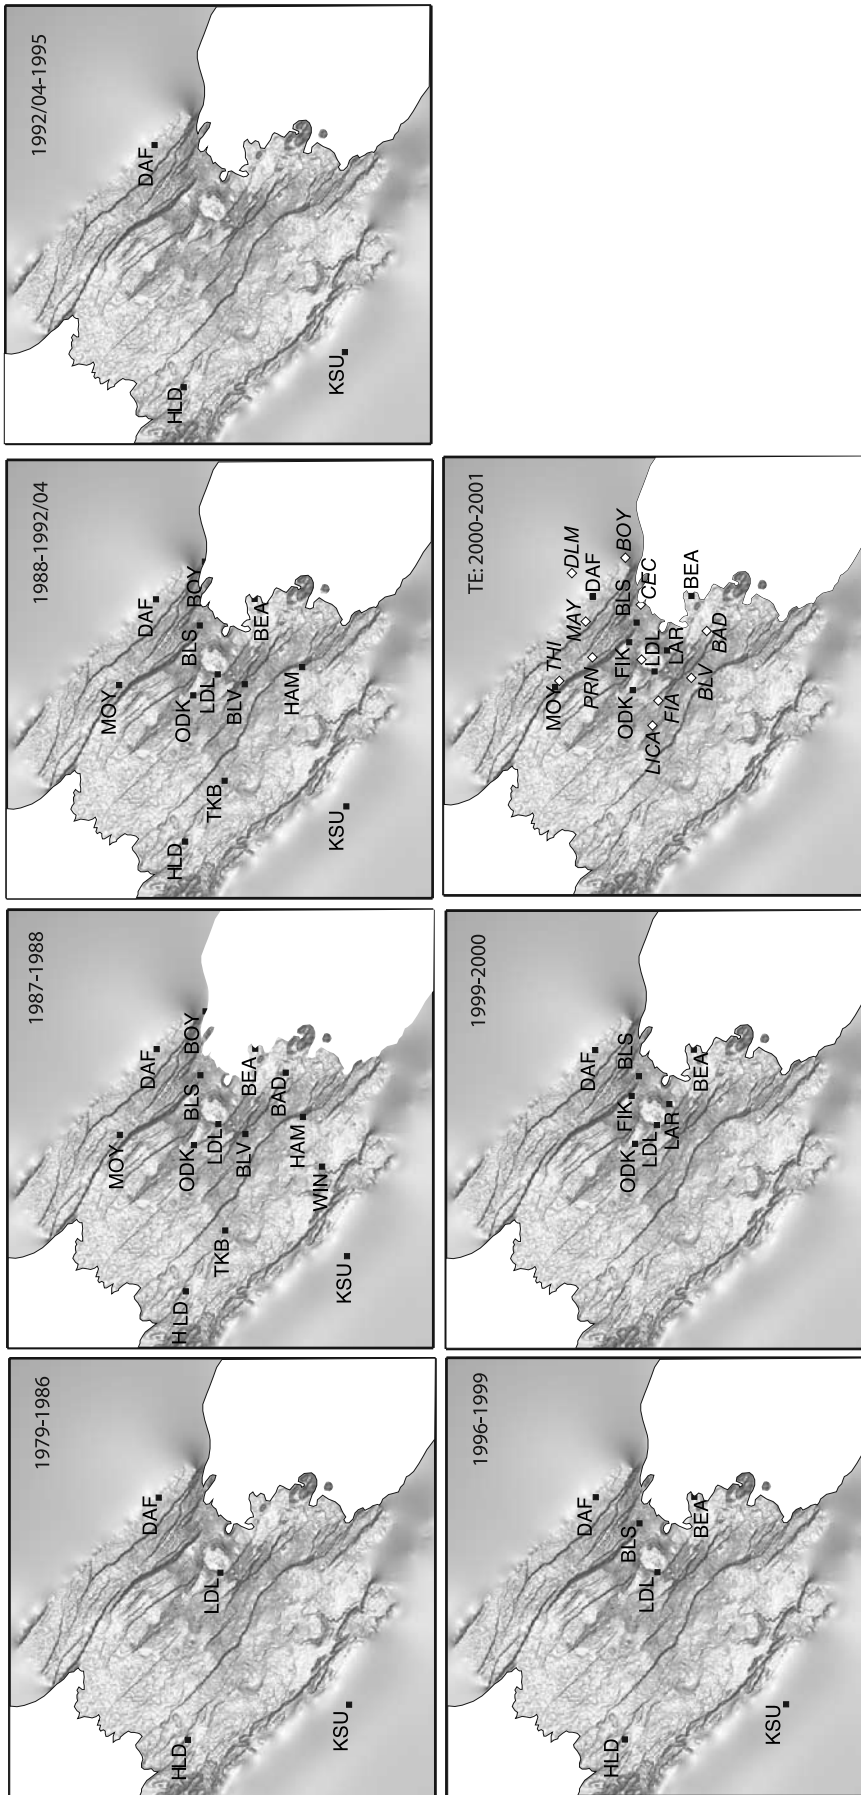 1979-1986
DAF
HLD
LDL
KSU
1987-1988
MOY
DAF
HLD
ODK
BLS
BOY
TKB
LDL
BLV
BEA
BAD
HAM
WIN
KSU
1988-1992/04
MOY
DAF
HLD
ODK
BLS
BOY
TKB
LDL
BLV
BEA
HAM
KSU
1992/04-1995
DAF
HLD
KSU
1996-1999
DAF
HLD
BLS
LDL
BEA
KSU
1999-2000
DAF
ODK
FIK
BLS
LDL
LAR
BEA
TE: 2000-2001
MOY
THI
DLM
MAY
DAF
PRN
ODK
FIK
BLS
BOY
CEC
LDL
LICA
FIA
LAR
BEA
BLV
BAD